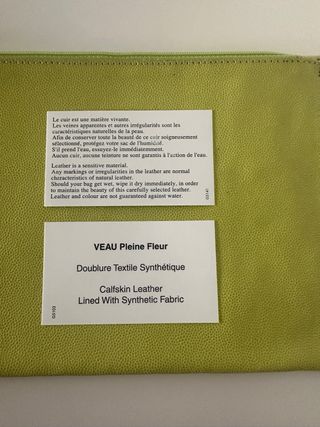 Le cuir est une matière vivante.
Les veines apparentes et autres irrégularités sont les
caractéristiques naturelles de la peau.
Afin de conserver toute la beauté de ce cuir soigneusement
sélectionné, protégez votre sac de l'humidité.
S'il prend l'eau, essuyez-le immédiatement.
Aucun cuir, aucune teinture ne sont garantis à l'action de l'eau.
Leather is a sensitive material.
Any markings or irregularities in the leather are normal
characteristics of natural leather.
Should your bag get wet, wipe it dry immediately, in order
to maintain the beauty of this carefully selected leather.
Leather and colour are not guaranteed against water.
VEAU Pleine Fleur
Doublure Textile Synthétique
Calfskin Leather
Lined With Synthetic Fabric